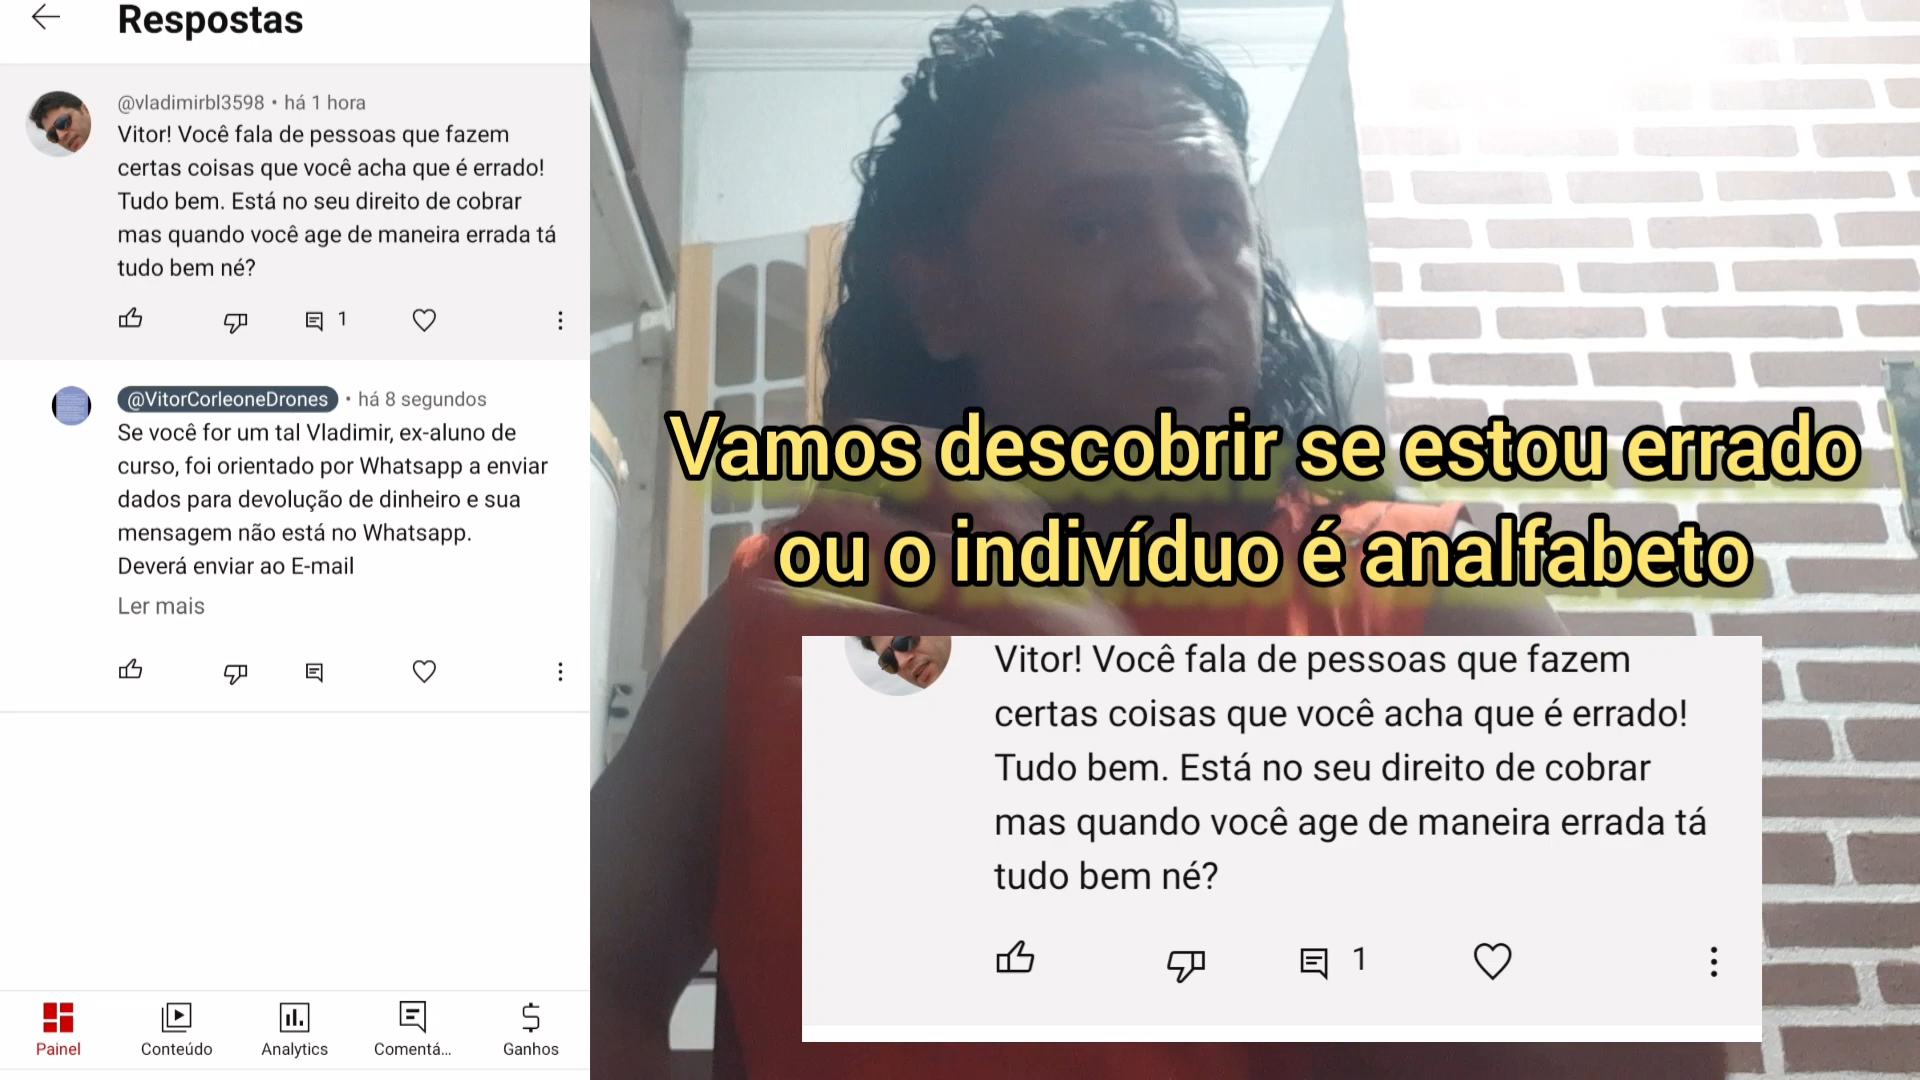 Respostas
@vladimirbl3598 • há 1 hora
Vitor! Você fala de pessoas que fazem
certas coisas que você acha que é errado!
Tudo bem. Está no seu direito de cobrar
mas quando você age de maneira errada tá
tudo bem né?
1
@VitorCorleoneDrones • há 8 segundos
Se você for um tal Vladimir, ex-aluno de
curso, foi orientado por Whatsapp a enviar
dados para devolução de dinheiro e sua
mensagem não está no Whatsapp.
Deverá enviar ao E-mail
Ler mais
Painel
Conteúdo
Analytics
Comentá...
Ganhos
Vamos descobrir se estou errado
ou o indivíduo é analfabeto
Vitor! Você fala de pessoas que fazem
certas coisas que você acha que é errado!
Tudo bem. Está no seu direito de cobrar
mas quando você age de maneira errada tá
tudo bem né?
1